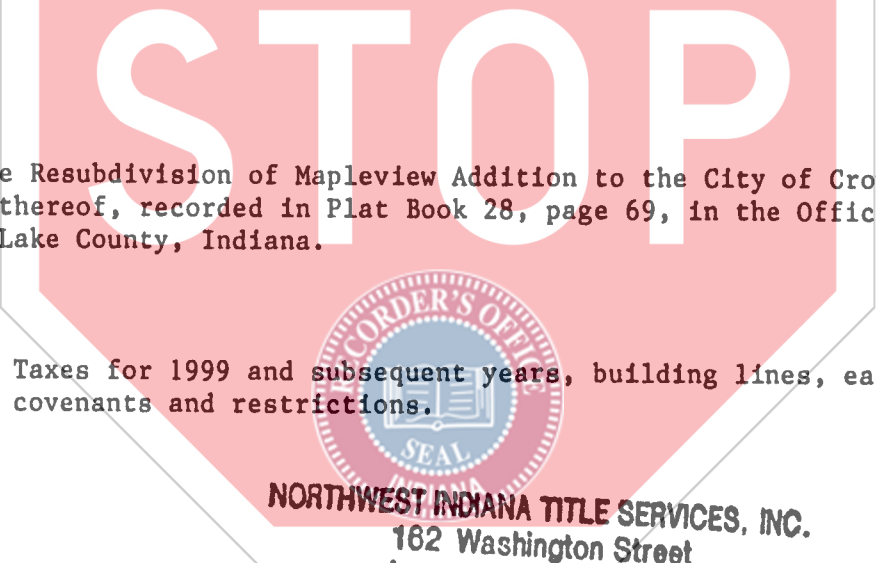 STOP
e Resubdivision of Mapleview Addition to the City of Cro
thereof, recorded in Plat Book 28, page 69, in the Offic
Lake County, Indiana.
RECORDER'S OFFICE
Taxes for 1999 and subsequent years, building lines, ea
covenants and restrictions.
SEAL
INDIANA
NORTHWEST INDIANA TITLE SERVICES, INC.
162 Washington Street